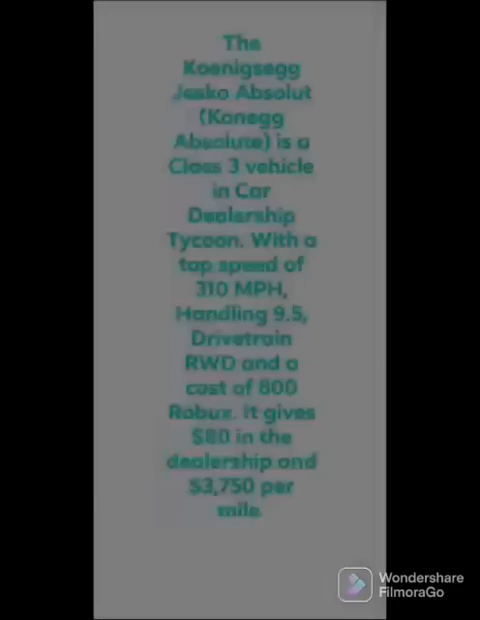 The
Koenigsegg
Jesko Absolut
(Konegg
Absolute) is a
Class 3 vehicle
in Car
Dealership
Tycoon. With a
top speed of
310 MPH,
Handling 9.5,
Drivetrain
RWD and a
cost of 800
Robux. It gives
$80 in the
dealership and
$3,750 per
mile.
Wondershare
FilmoraGo